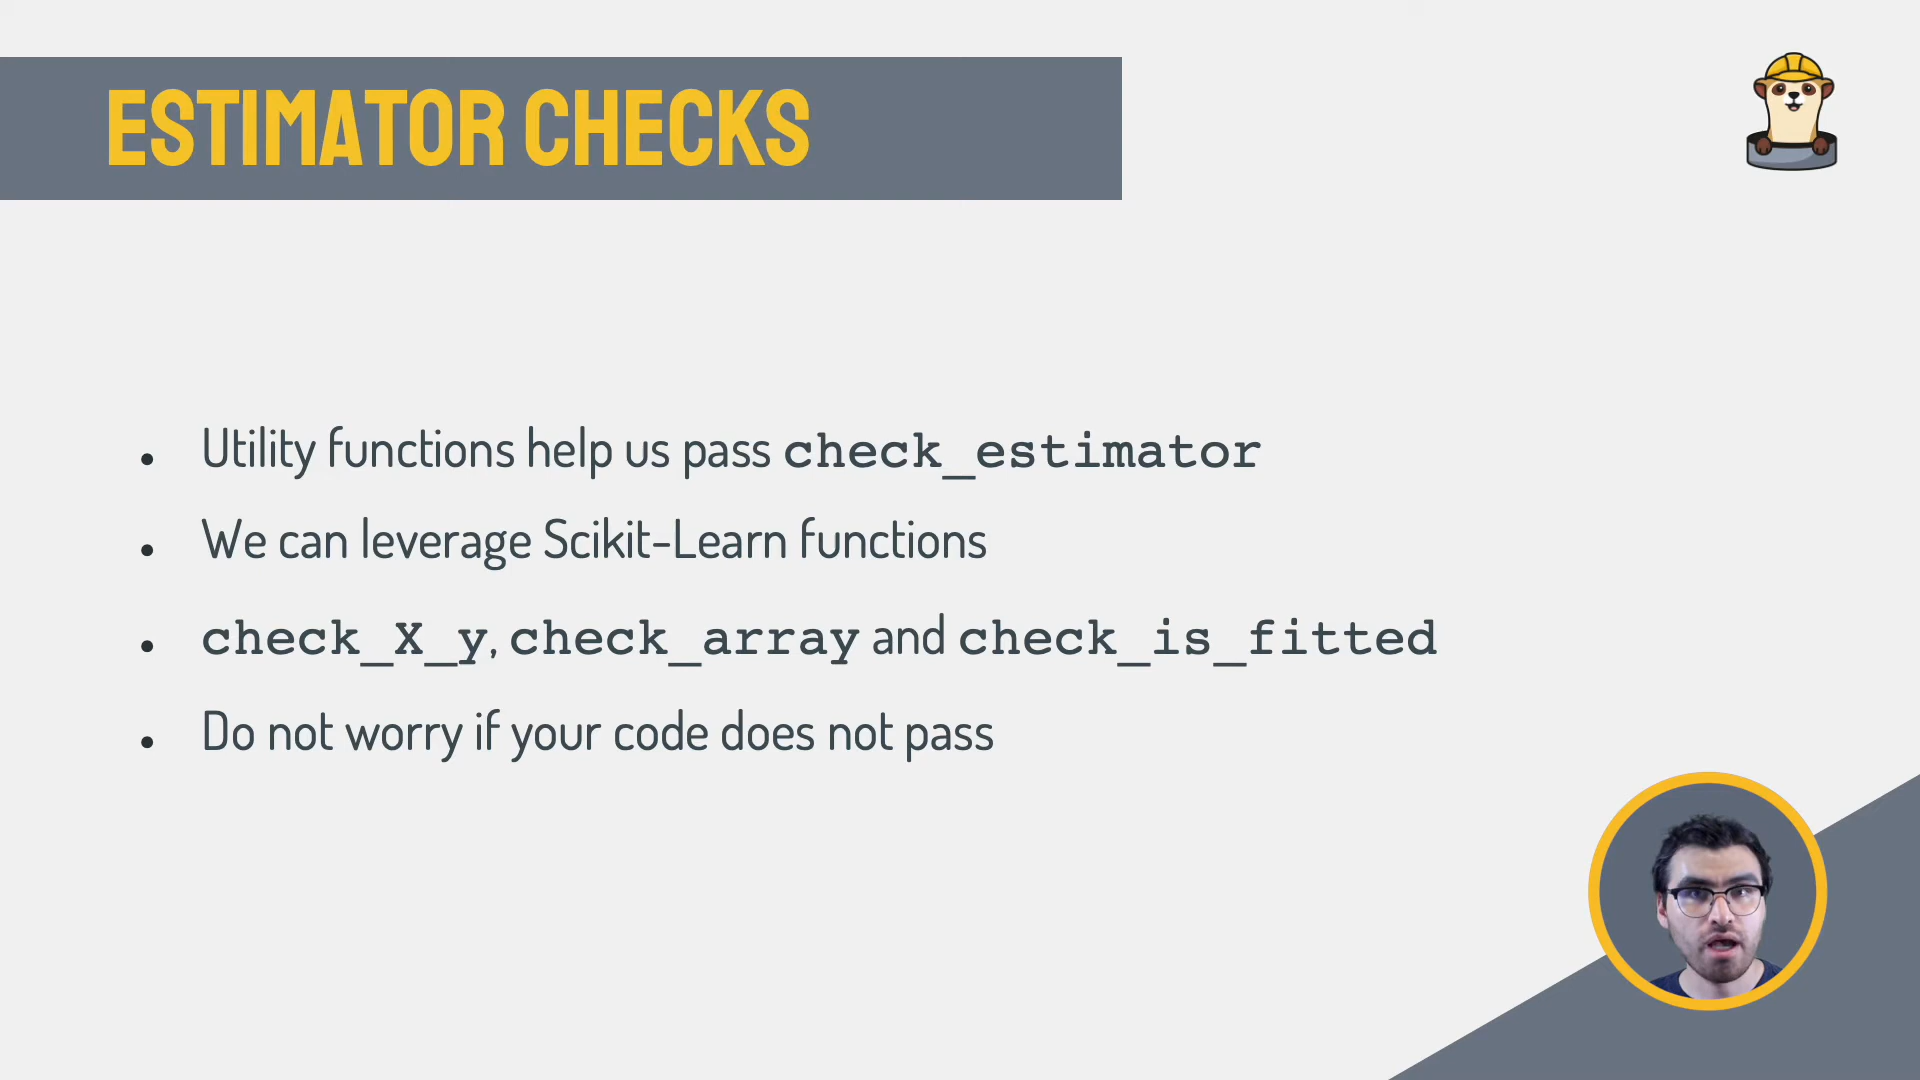 ESTIMATOR CHECKS
Utility functions help us pass check_estimator
We can leverage Scikit-Learn functions
check_X_y, check_array and check_is_fitted
Do not worry if your code does not pass